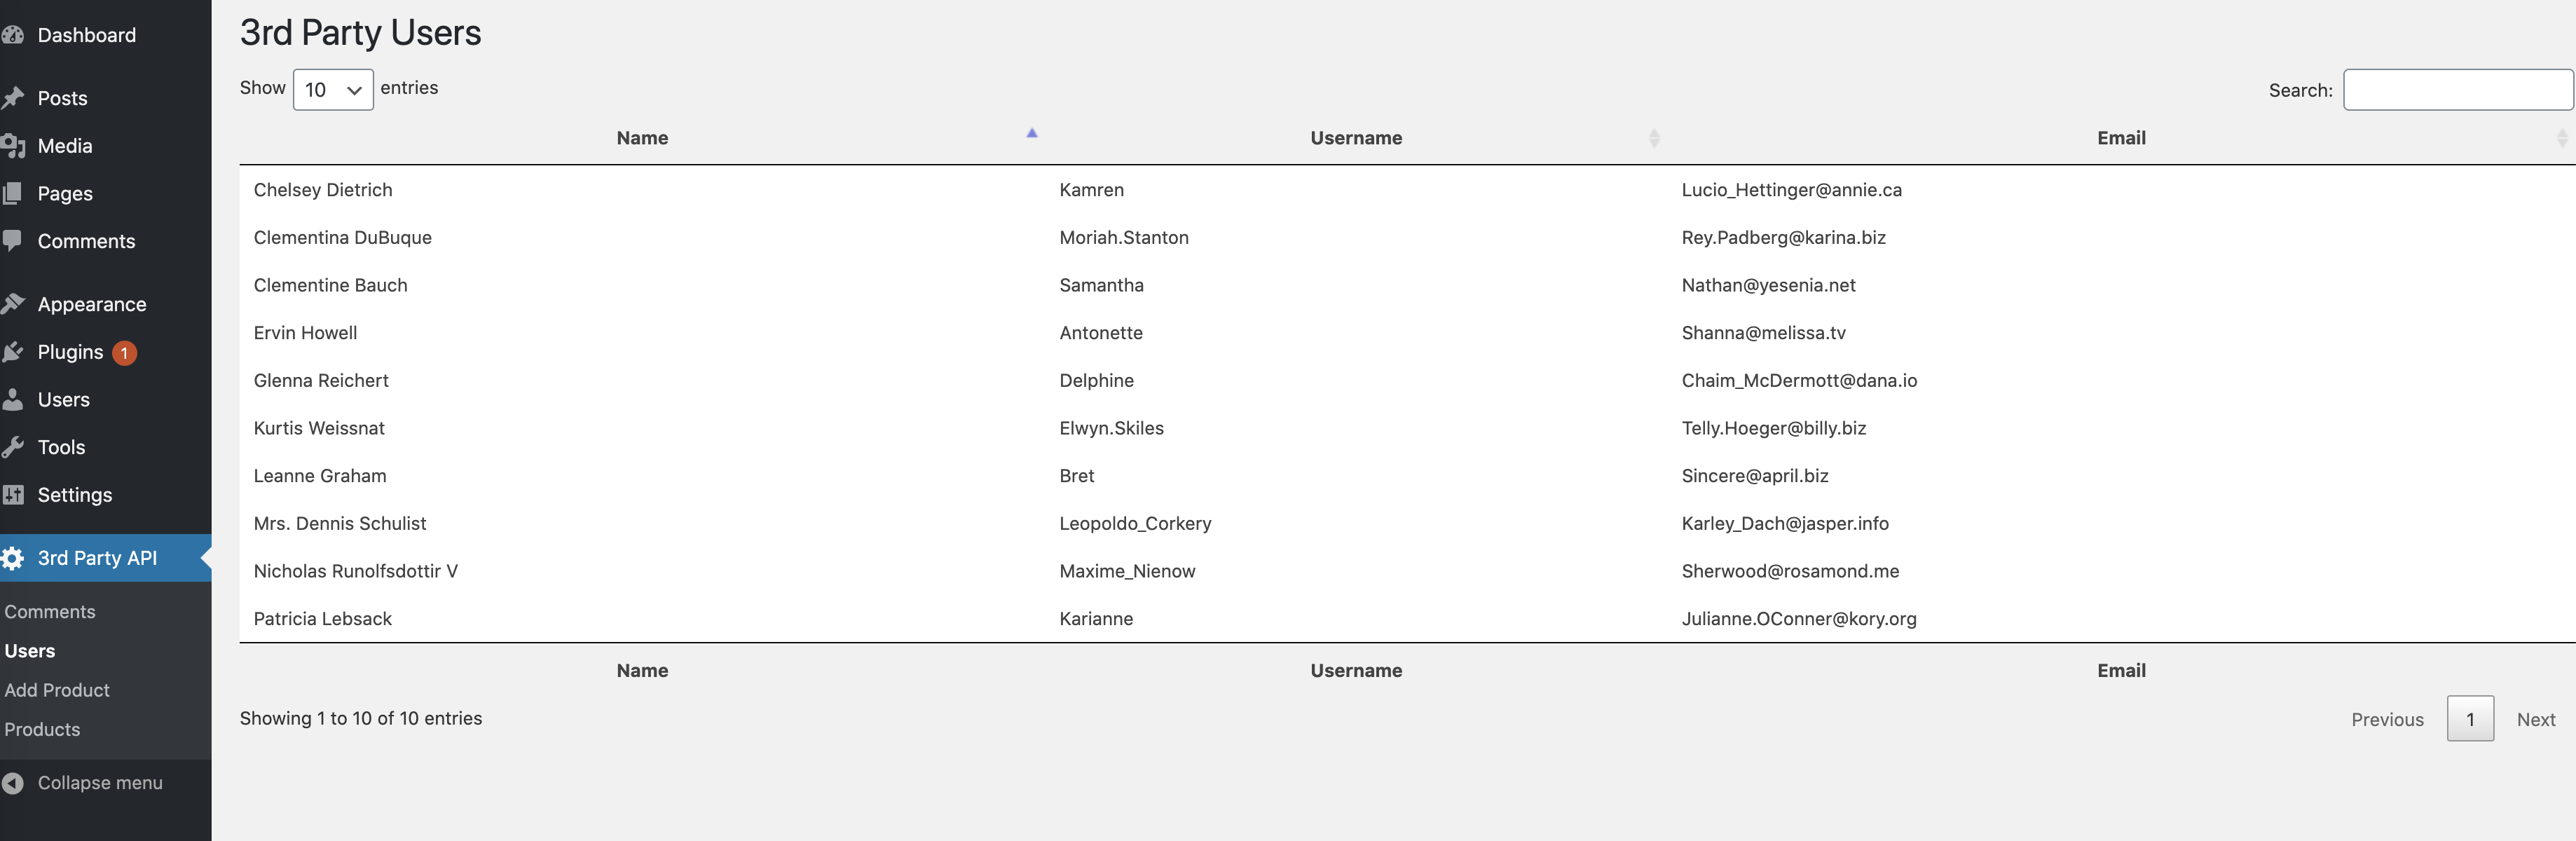 Dashboard
Posts
Media
Pages
Comments
Appearance
Plugins 1
Users
Tools
Settings
3rd Party API
Comments
Users
Add Product
Products
Collapse menu
3rd Party Users
Show 10 entries
Search:
Name Username Email
Chelsey Dietrich Kamren Lucio_Hettinger@annie.ca
Clementina DuBuque Moriah.Stanton Rey.Padberg@karina.biz
Clementine Bauch Samantha Nathan@yesenia.net
Ervin Howell Antonette Shanna@melissa.tv
Glenna Reichert Delphine Chaim_McDermott@dana.io
Kurtis Weissnat Elwyn.Skiles Telly.Hoeger@billy.biz
Leanne Graham Bret Sincere@april.biz
Mrs. Dennis Schulist Leopoldo_Corkery Karley_Dach@jasper.info
Nicholas Runolfsdottir V Maxime_Nienow Sherwood@rosamond.me
Patricia Lebsack Karianne Julianne.OConner@kory.org
Name Username Email
Showing 1 to 10 of 10 entries
Previous 1 Next